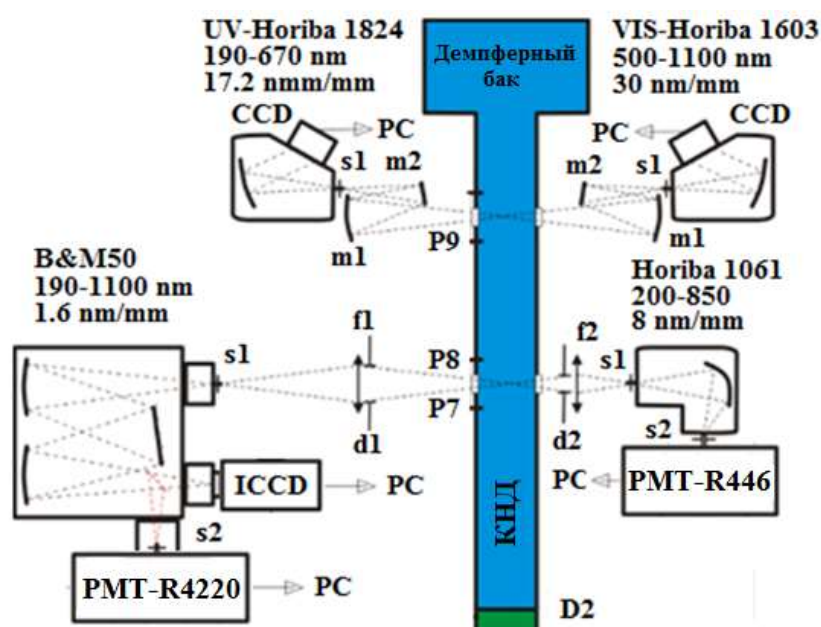 UV-Horiba 1824
190-670 nm
17.2 nmm/mm
CCD
PC
s1
m2
m1
Демпферный
бак
VIS-Horiba 1603
500-1100 nm
30 nm/mm
CCD
PC
m2
s1
m1
P9
B&M50
190-1100 nm
1.6 nm/mm
s1
f1
d1
P8
P7
Horiba 1061
200-850
8 nm/mm
f2
s1
d2
s2
ICCD
PC
s2
PMT-R4220
PC
КНД
PC
PMT-R446
D2